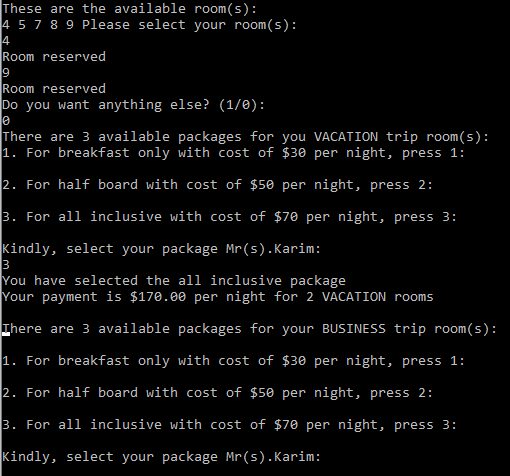 These are the available room(s):
4 5 7 8 9 Please select your room(s):
4
Room reserved
9
Room reserved
Do you want anything else? (1/0):
0
There are 3 available packages for you VACATION trip room(s):
1. For breakfast only with cost of $30 per night, press 1:
2. For half board with cost of $50 per night, press 2:
3. For all inclusive with cost of $70 per night, press 3:
Kindly, select your package Mr(s).Karim:
3
You have selected the all inclusive package
Your payment is $170.00 per night for 2 VACATION rooms
There are 3 available packages for your BUSINESS trip room(s):
1. For breakfast only with cost of $30 per night, press 1:
2. For half board with cost of $50 per night, press 2:
3. For all inclusive with cost of $70 per night, press 3:
Kindly, select your package Mr(s).Karim: